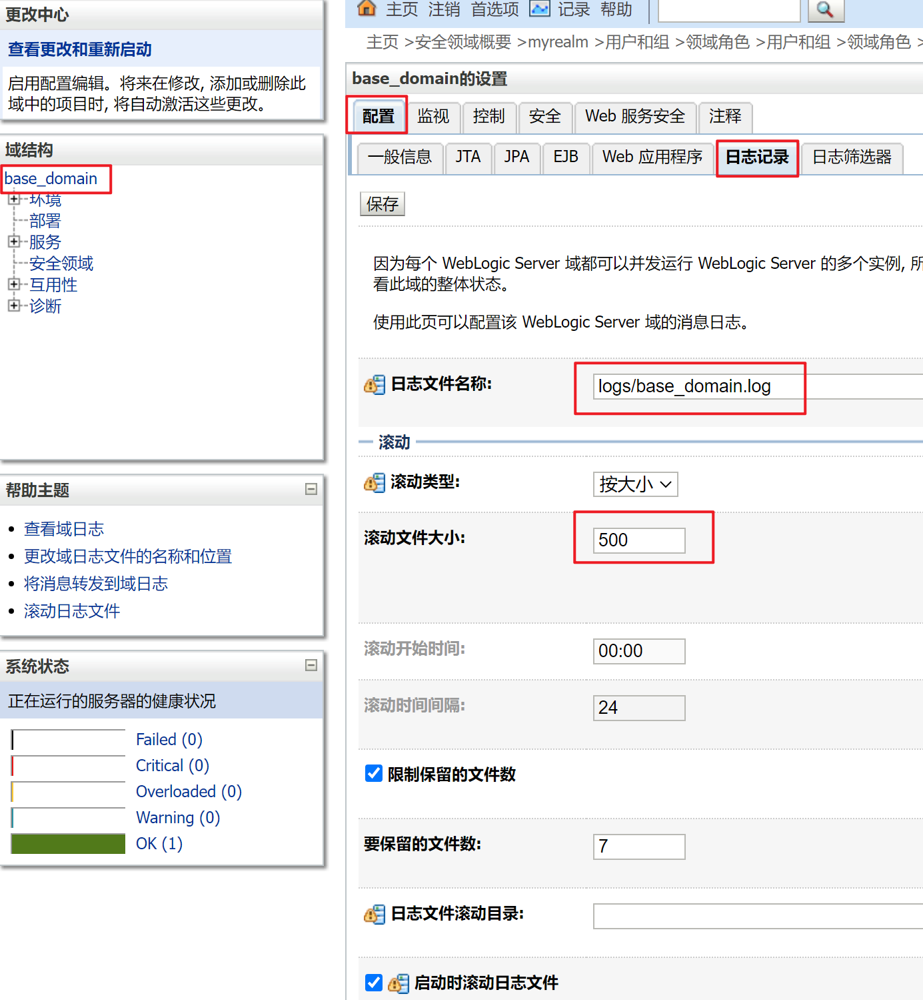 更改中心
查看更改和重新启动
启用配置编辑。将来在修改, 添加或删除此
域中的项目时, 将自动激活这些更改。
域结构
base_domain
环境
部署
服务
安全领域
互用性
诊断
帮助主题
查看域日志
更改域日志文件的名称和位置
将消息转发到域日志
滚动日志文件
系统状态
正在运行的服务器的健康状况
Failed (0)
Critical (0)
Overloaded (0)
Warning (0)
OK (1)
主页 注销 首选项 记录 帮助
主页 >安全领域概要 >myrealm >用户和组 >领域角色 >用户和组 >领域角色 >
base_domain的设置
配置 监视 控制 安全 Web 服务安全 注释
一般信息 JTA JPA EJB Web 应用程序 日志记录 日志筛选器
保存
因为每个 WebLogic Server 域都可以并发运行 WebLogic Server 的多个实例, 所
看此域的整体状态。
使用此页可以配置该 WebLogic Server 域的消息日志。
日志文件名称: logs/base_domain.log
滚动
滚动类型: 按大小
滚动文件大小: 500
滚动开始时间: 00:00
滚动时间间隔: 24
限制保留的文件数
要保留的文件数: 7
日志文件滚动目录:
启动时滚动日志文件